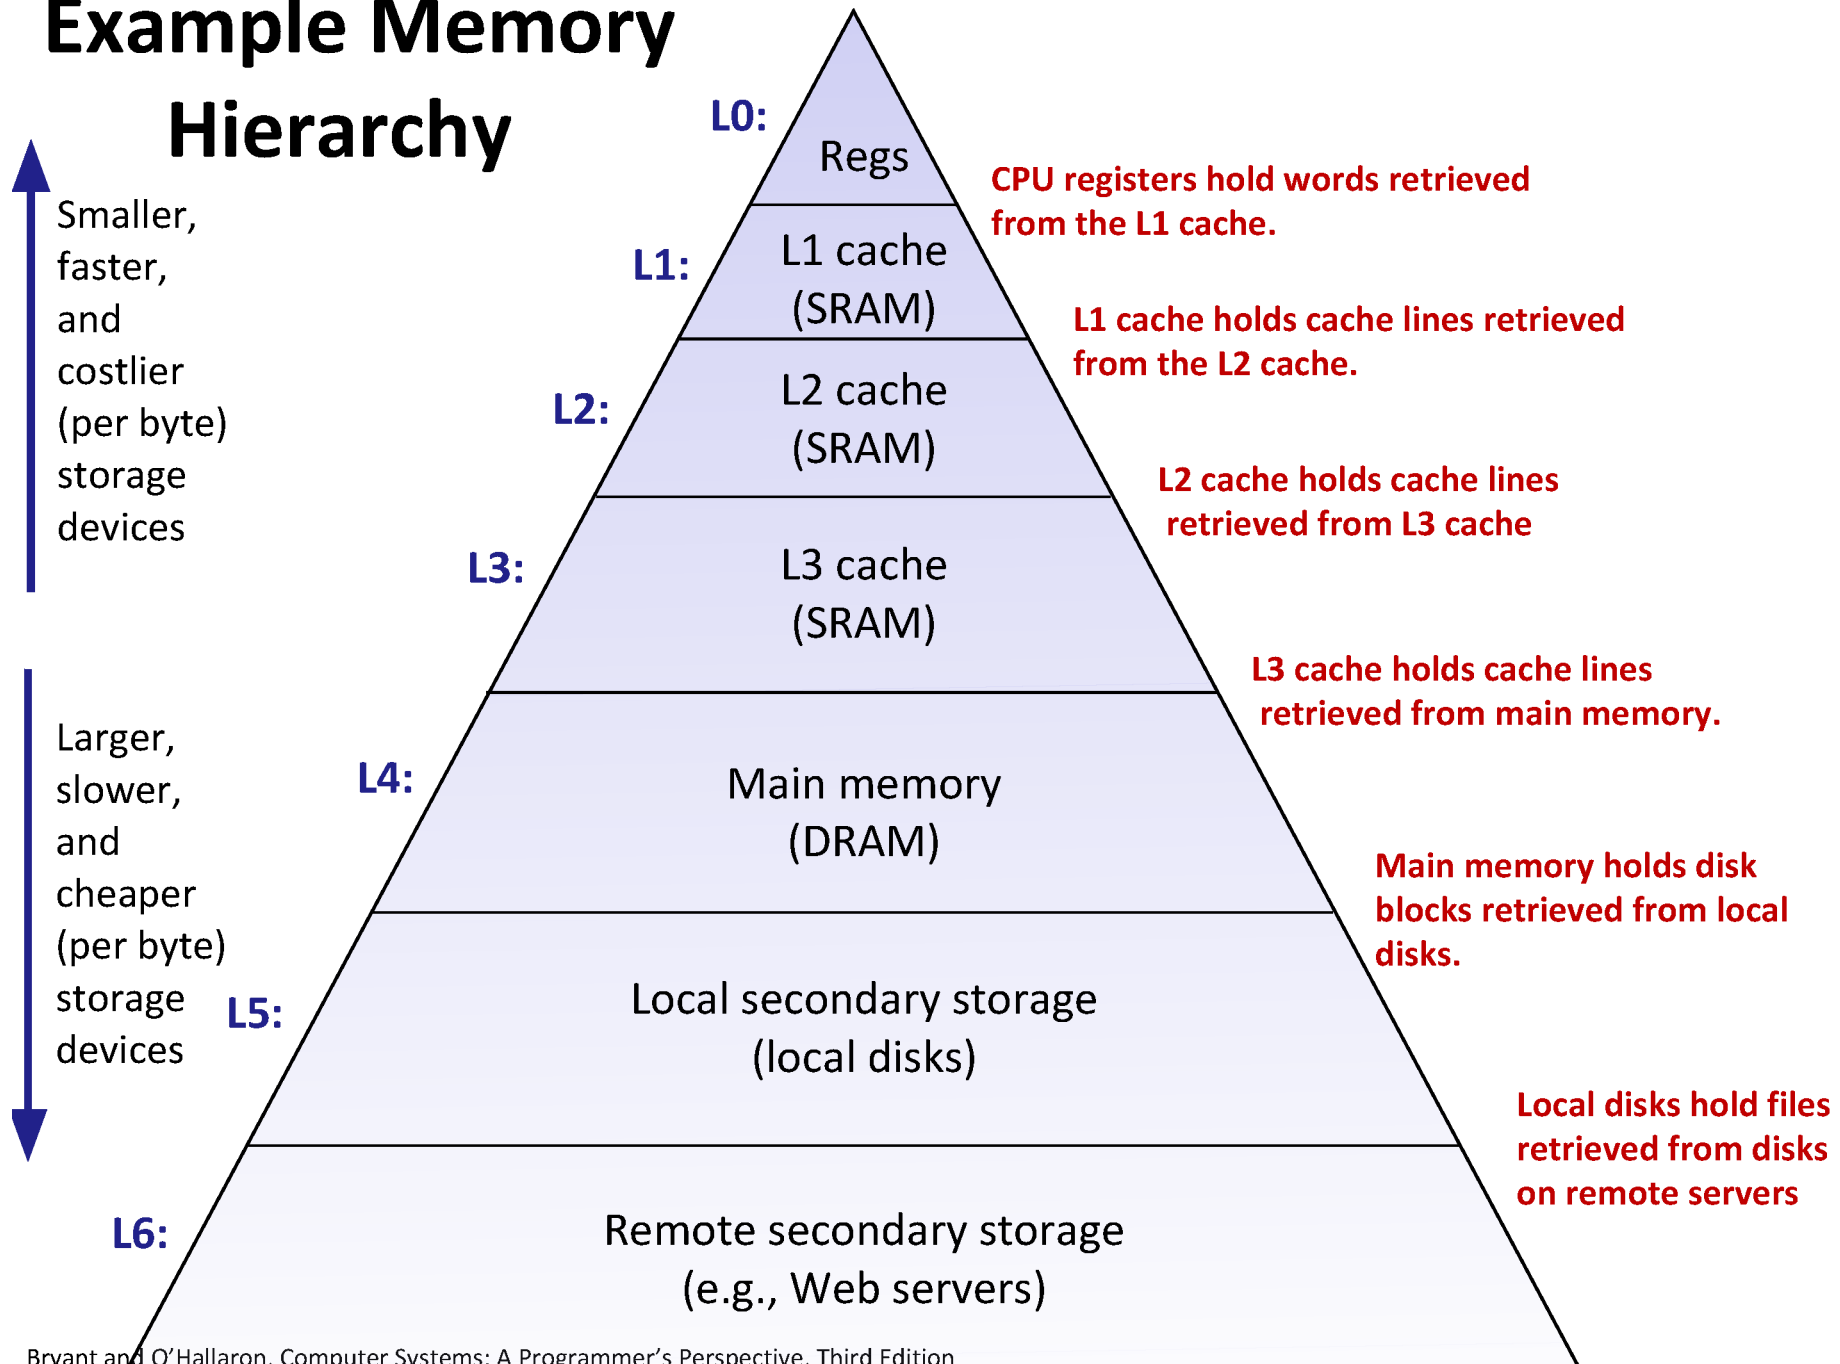 Example Memory
Hierarchy
Smaller,
faster,
and
costlier
(per byte)
storage
devices
Larger,
slower,
and
cheaper
(per byte)
storage
devices
L0:
Regs
CPU registers hold words retrieved
from the L1 cache.
L1:
L1 cache
(SRAM)
L1 cache holds cache lines retrieved
from the L2 cache.
L2:
L2 cache
(SRAM)
L2 cache holds cache lines
retrieved from L3 cache
L3:
L3 cache
(SRAM)
L3 cache holds cache lines
retrieved from main memory.
L4:
Main memory
(DRAM)
Main memory holds disk
blocks retrieved from local
disks.
L5:
Local secondary storage
(local disks)
Local disks hold files
retrieved from disks
on remote servers
L6:
Remote secondary storage
(e.g., Web servers)
Bryant and O’Hallaron, Computer Systems: A Programmer’s Perspective, Third Edition